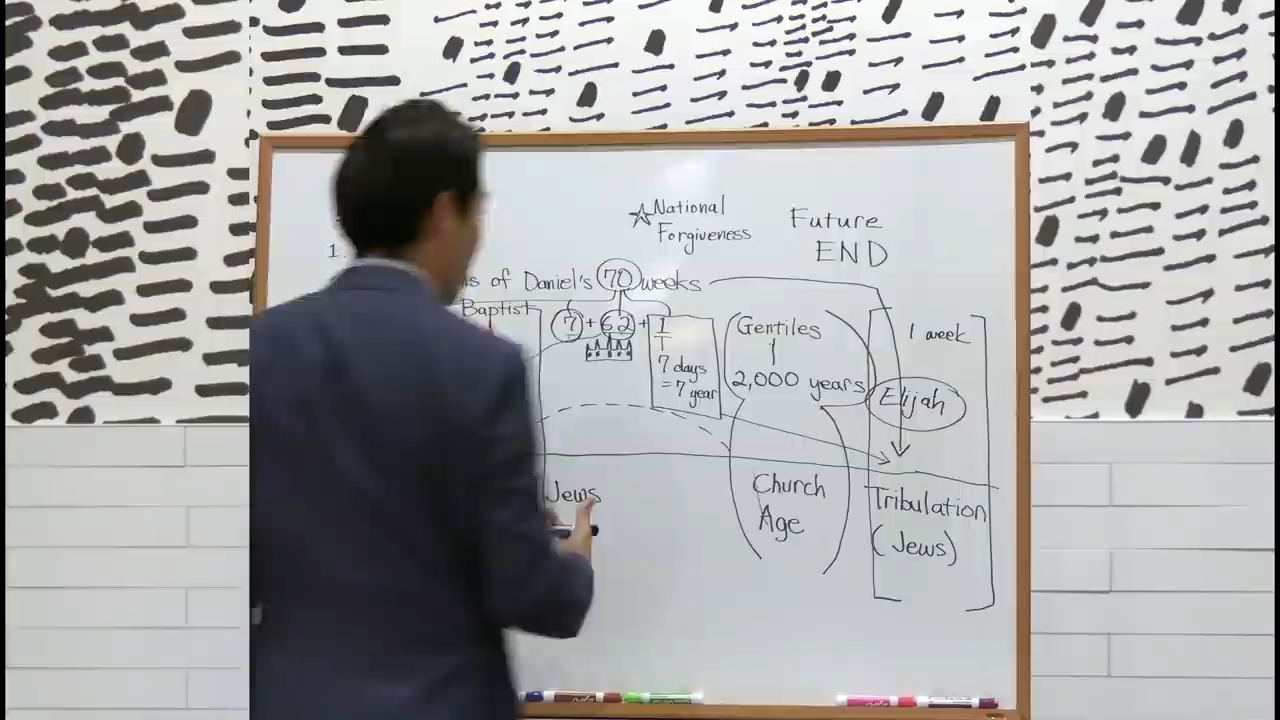 ☆National
Forgiveness
Future
END
1.
of Daniel's 70 weeks
Baptist
7 + 62 + 1
7 days
= 7 year
Gentiles
2,000 years
1 week
Elijah
Jews
Church
Age
Tribulation
(Jews)